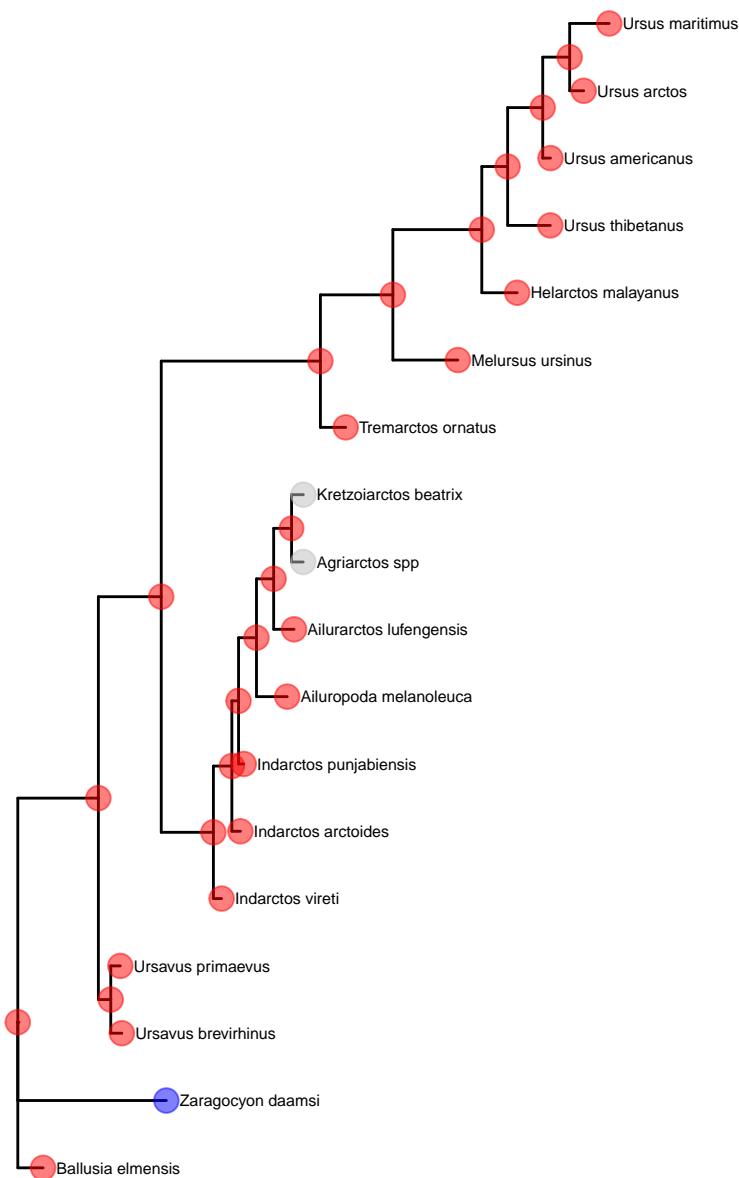 Ursus maritimus
Ursus arctos
Ursus americanus
Ursus thibetanus
Helarctos malayanus
Melursus ursinus
Tremarctos ornatus
Kretzoiarctos beatrix
Agriarctos spp
Ailurarctos lufengensis
Ailuropoda melanoleuca
Indarctos punjabiensis
Indarctos arctoides
Indarctos vireti
Ursavus primaevus
Ursavus brevirhinus
Zaragocyon daamsi
Ballusia elmensis